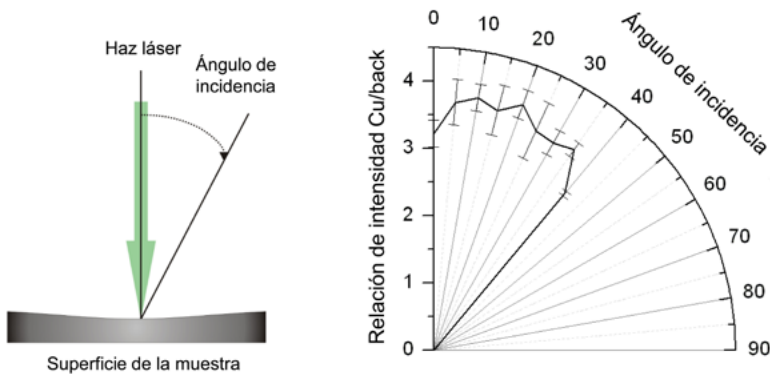 Haz láser
Ángulo de
incidencia
Superficie de la muestra
Relación de intensidad Cu/back
4
3
2
1
0
0
10
20
30
40
50
60
70
80
90
Ángulo de incidencia